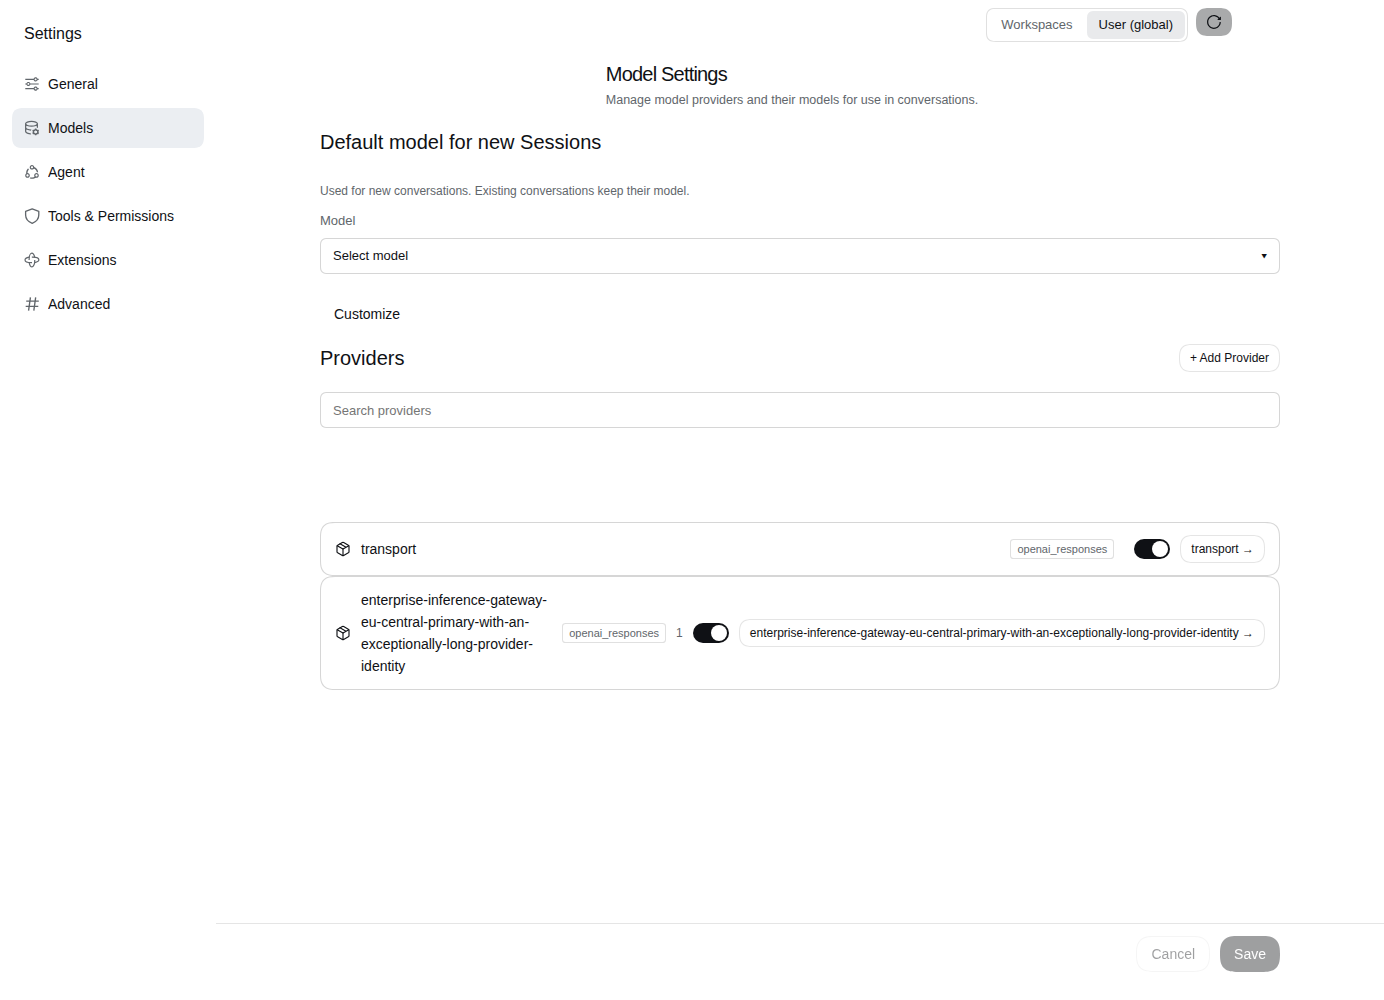 Settings
Workspaces
User (global)
General
Models
Agent
Tools & Permissions
Extensions
Advanced
Model Settings
Manage model providers and their models for use in conversations.
Default model for new Sessions
Used for new conversations. Existing conversations keep their model.
Model
Select model
Customize
Providers
+ Add Provider
Search providers
transport
openai_responses
transport →
enterprise-inference-gateway-
eu-central-primary-with-an-
exceptionally-long-provider-
identity
openai_responses
1
enterprise-inference-gateway-eu-central-primary-with-an-exceptionally-long-provider-identity →
Cancel
Save